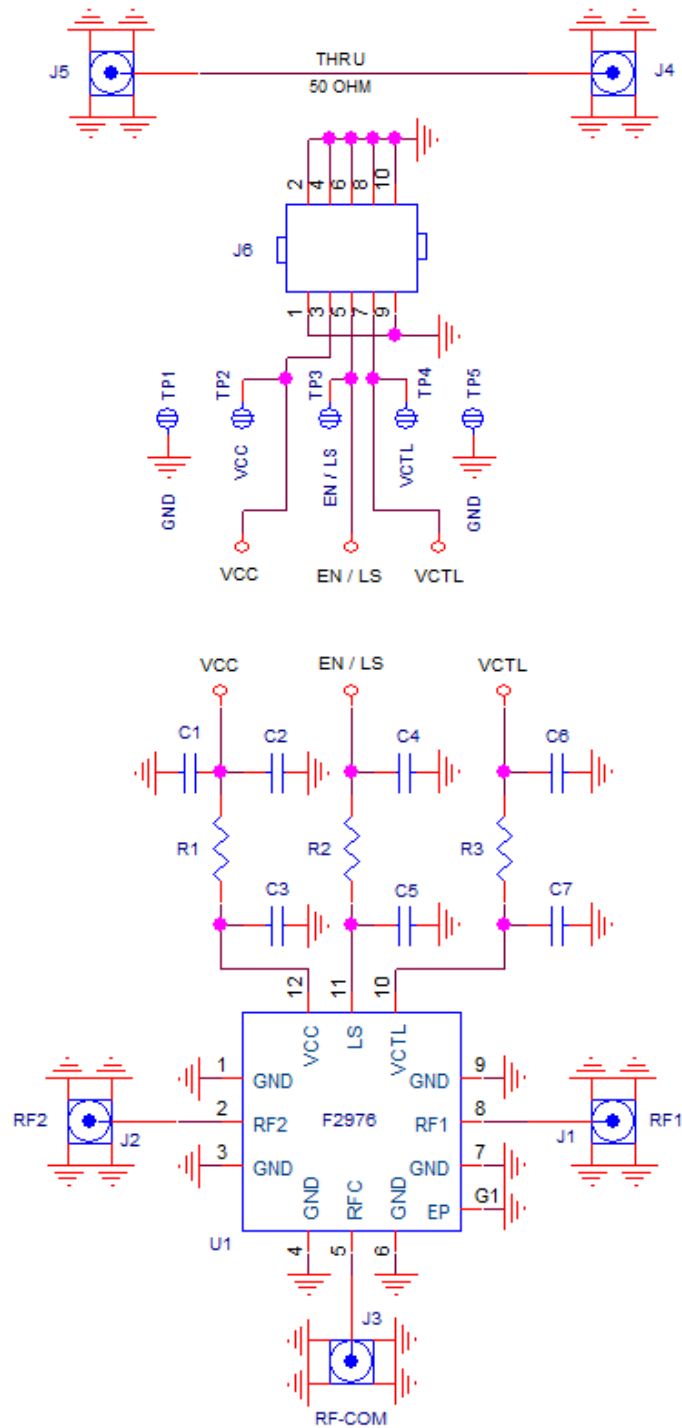 J5
THRU
50 OHM
J4
2
4
6
8
10
J6
1
3
5
7
9
TP1
TP2
TP3
TP4
TP5
GND
VCC
EN / LS
VCTL
GND
VCC
EN / LS
VCTL
VCC
EN / LS
VCTL
C1
C2
C4
C6
R1
R2
R3
C3
C5
C7
12
11
10
VCC
LS
VCTL
1
GND
GND
9
RF2
J2
2
RF2
F2976
RF1
8
J1
RF1
3
GND
GND
7
GND
RFC
GND
EP
G1
U1
4
5
6
J3
RF-COM